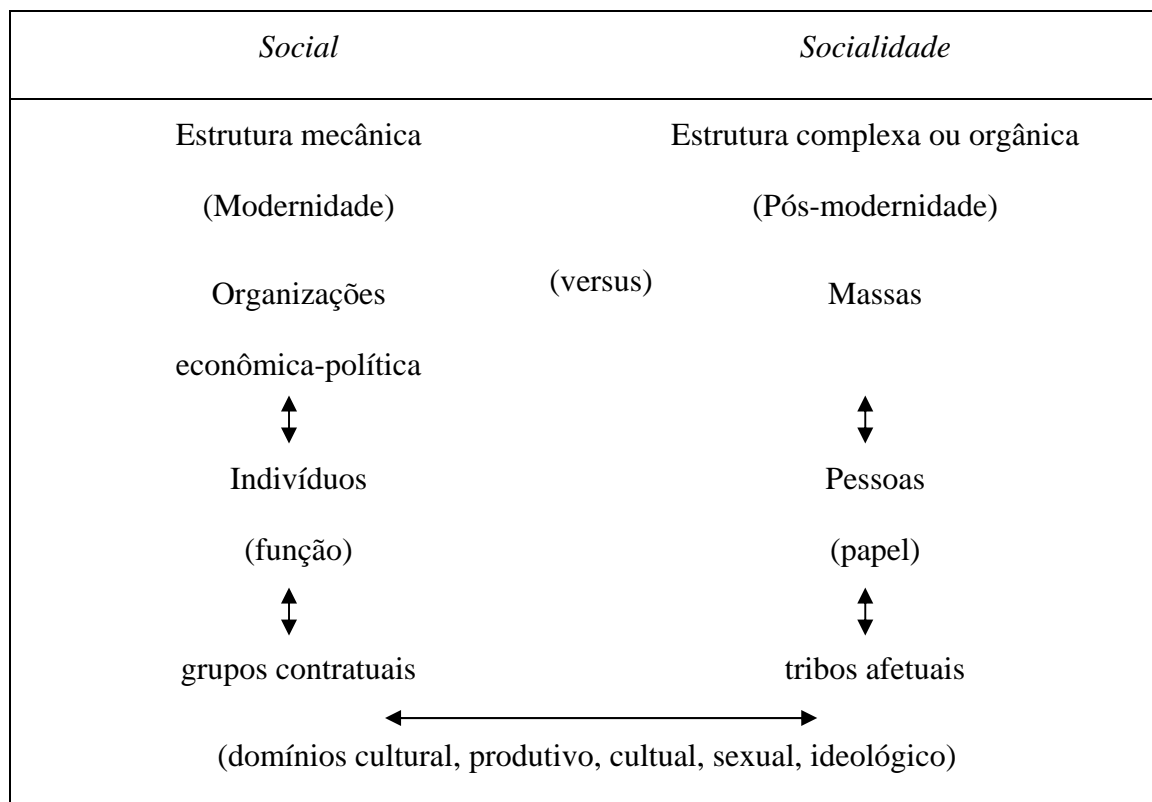 Social Socialidade
Estrutura mecânica Estrutura complexa ou orgânica
(Modernidade) (Pós-modernidade)
(versus)
Organizações Massas
econômica-política
Indivíduos Pessoas
(função) (papel)
grupos contratuais tribos afetuais
(domínios cultural, produtivo, cultual, sexual, ideológico)